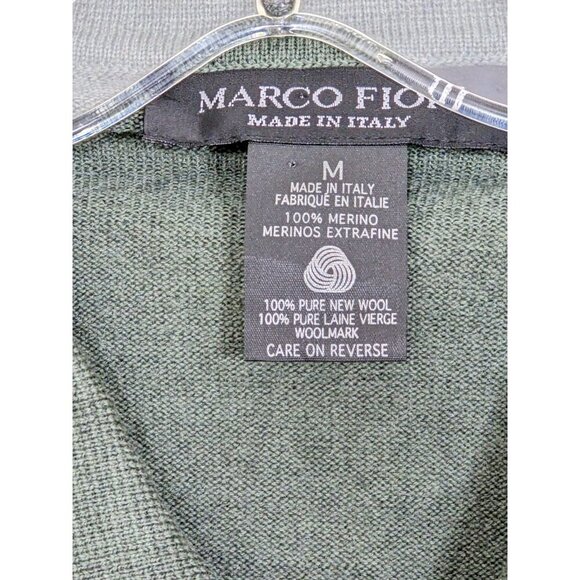 MARCO
MADE IN ITALY
M
MADE IN ITALY
FABRIQUÉ EN ITALIE
100% MERINO
MERINOS EXTRAFINE
100% PURE NEW WOOL
100% PURE LAINE VIERGE
WOOLMARK
CARE ON REVERSE